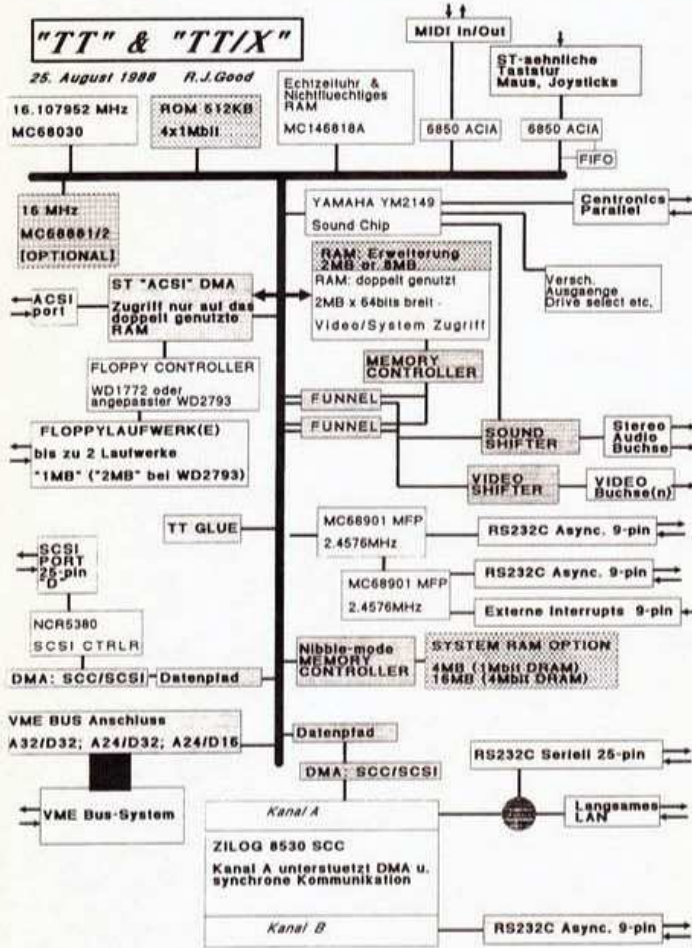 "TT" & "TT/X"
25. August 1988 R.J.Good
MIDI In/Out
ST-aehnliche
Tastatur
Maus, Joysticks
16.107952 MHz
MC68030
ROM 512KB
4x1Mbit
Echtzeituhr &
Nichtfluechtiges
RAM
MC146818A
6850 ACIA
6850 ACIA
FIFO
16 MHz
MC68881/2
[OPTIONAL]
YAMAHA YM2149
Sound Chip
Centronics
Parallel
ST "ACSI" DMA
Zugriff nur auf das
doppelt genutzte
RAM
ACSI
port
RAM: Erweiterung
2MB or 8MB
RAM: doppelt genutzt
2MB x 64bits breit -
Video/System Zugriff
Versch.
Ausgaenge
Drive select etc.
FLOPPY CONTROLLER
WD1772 oder
angepasster WD2793
MEMORY
CONTROLLER
FUNNEL
FUNNEL
FLOPPYLAUFWERK(E)
bis zu 2 Laufwerke
"1MB" ("2MB" bei WD2793)
SOUND
SHIFTER
Stereo
Audio
Buchse
VIDEO
SHIFTER
VIDEO
Buchse(n)
TT GLUE
MC68901 MFP
2.4576MHz
RS232C Async. 9-pin
SCSI
PORT
25-pin
"D"
MC68901 MFP
2.4576MHz
RS232C Async. 9-pin
Externe Interrupts 9-pin
NCR5380
SCSI CTRLR
Nibble-mode
MEMORY
CONTROLLER
SYSTEM RAM OPTION
4MB (1Mbit DRAM)
16MB (4Mbit DRAM)
DMA: SCC/SCSI
Datenpfad
VME BUS Anschluss
A32/D32; A24/D32; A24/D16
Datenpfad
DMA: SCC/SCSI
RS232C Seriell 25-pin
VME Bus-System
Kanal A
Langsames
LAN
ZILOG 8530 SCC
Kanal A unterstuetzt DMA u.
synchrone Kommunikation
Kanal B
RS232C Async. 9-pin